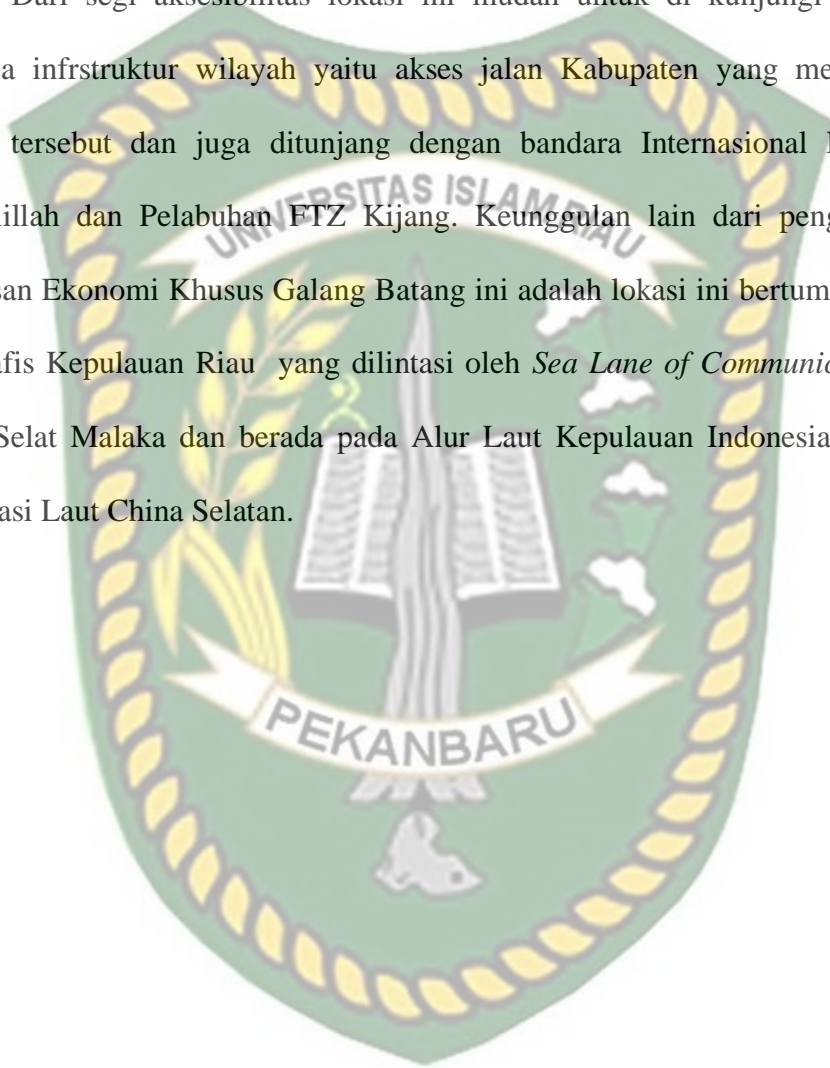 Dari segi aksesibilitas lokasi ini mudah untuk di kunjungi
a infrstruktur wilayah yaitu akses jalan Kabupaten yang me
tersebut dan juga ditunjang dengan bandara Internasional
illah dan Pelabuhan FTZ Kijang. Keunggulan lain dari peng
san Ekonomi Khusus Galang Batang ini adalah lokasi ini bertum
afis Kepulauan Riau yang dilintasi oleh Sea Lane of Communic
Selat Malaka dan berada pada Alur Laut Kepulauan Indonesia
asi Laut China Selatan.
UNIVERSITAS ISLAM RIAU
PEKANBARU